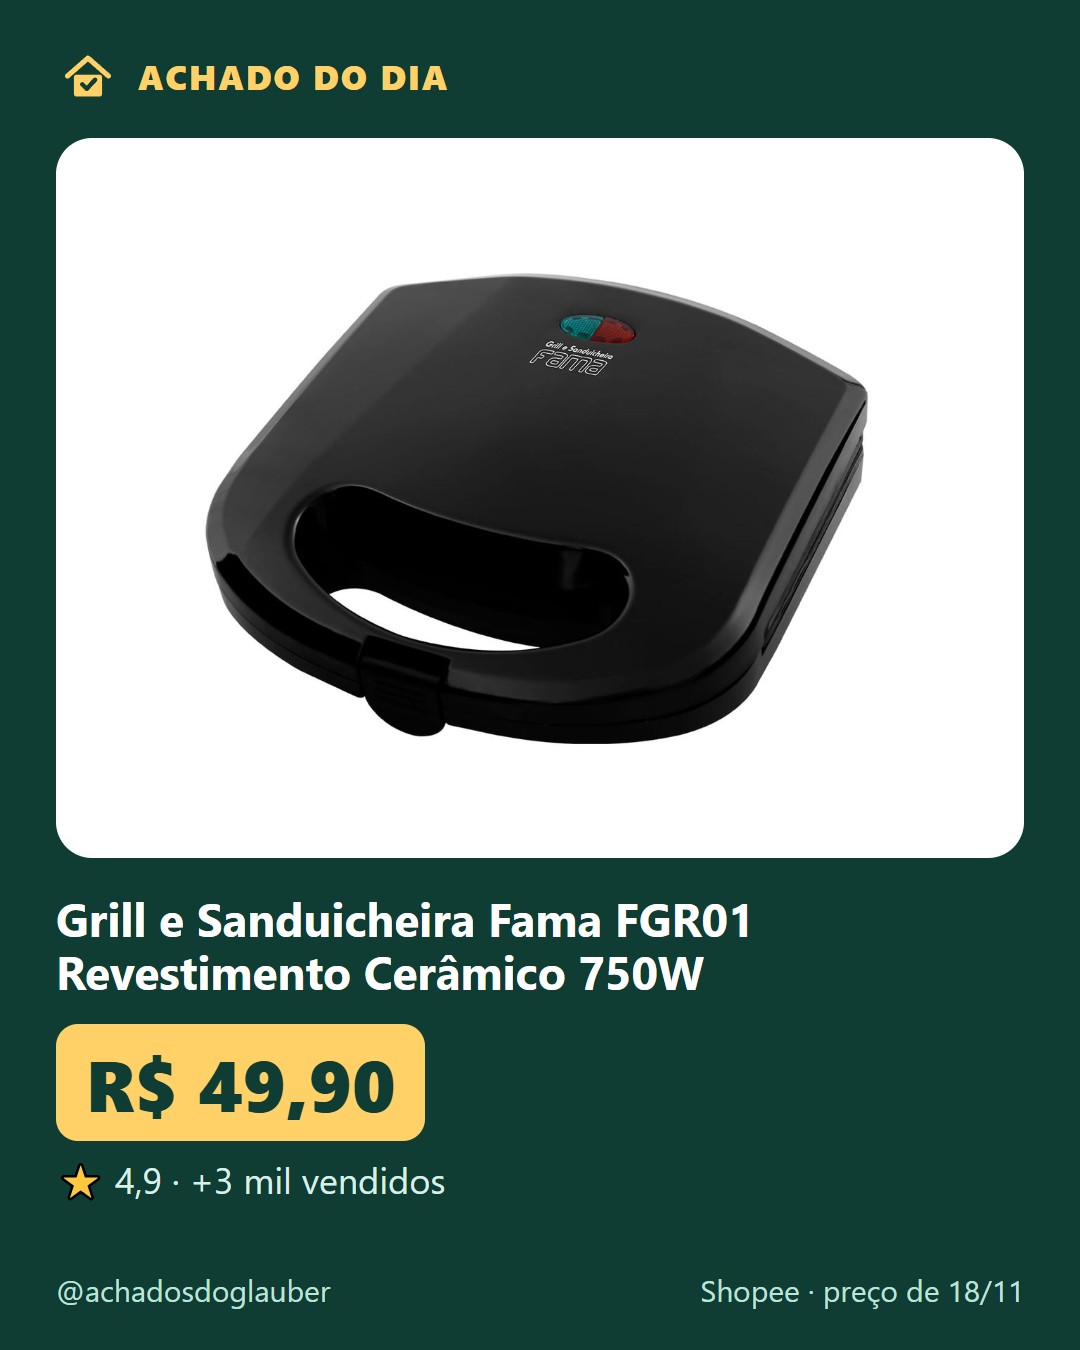 ACHADO DO DIA
Grill e Sanduicheira
Fama
Grill e Sanduicheira Fama FGR01
Revestimento Cerâmico 750W
R$ 49,90
4,9 · +3 mil vendidos
@achadosdoglauber
Shopee · preço de 18/11